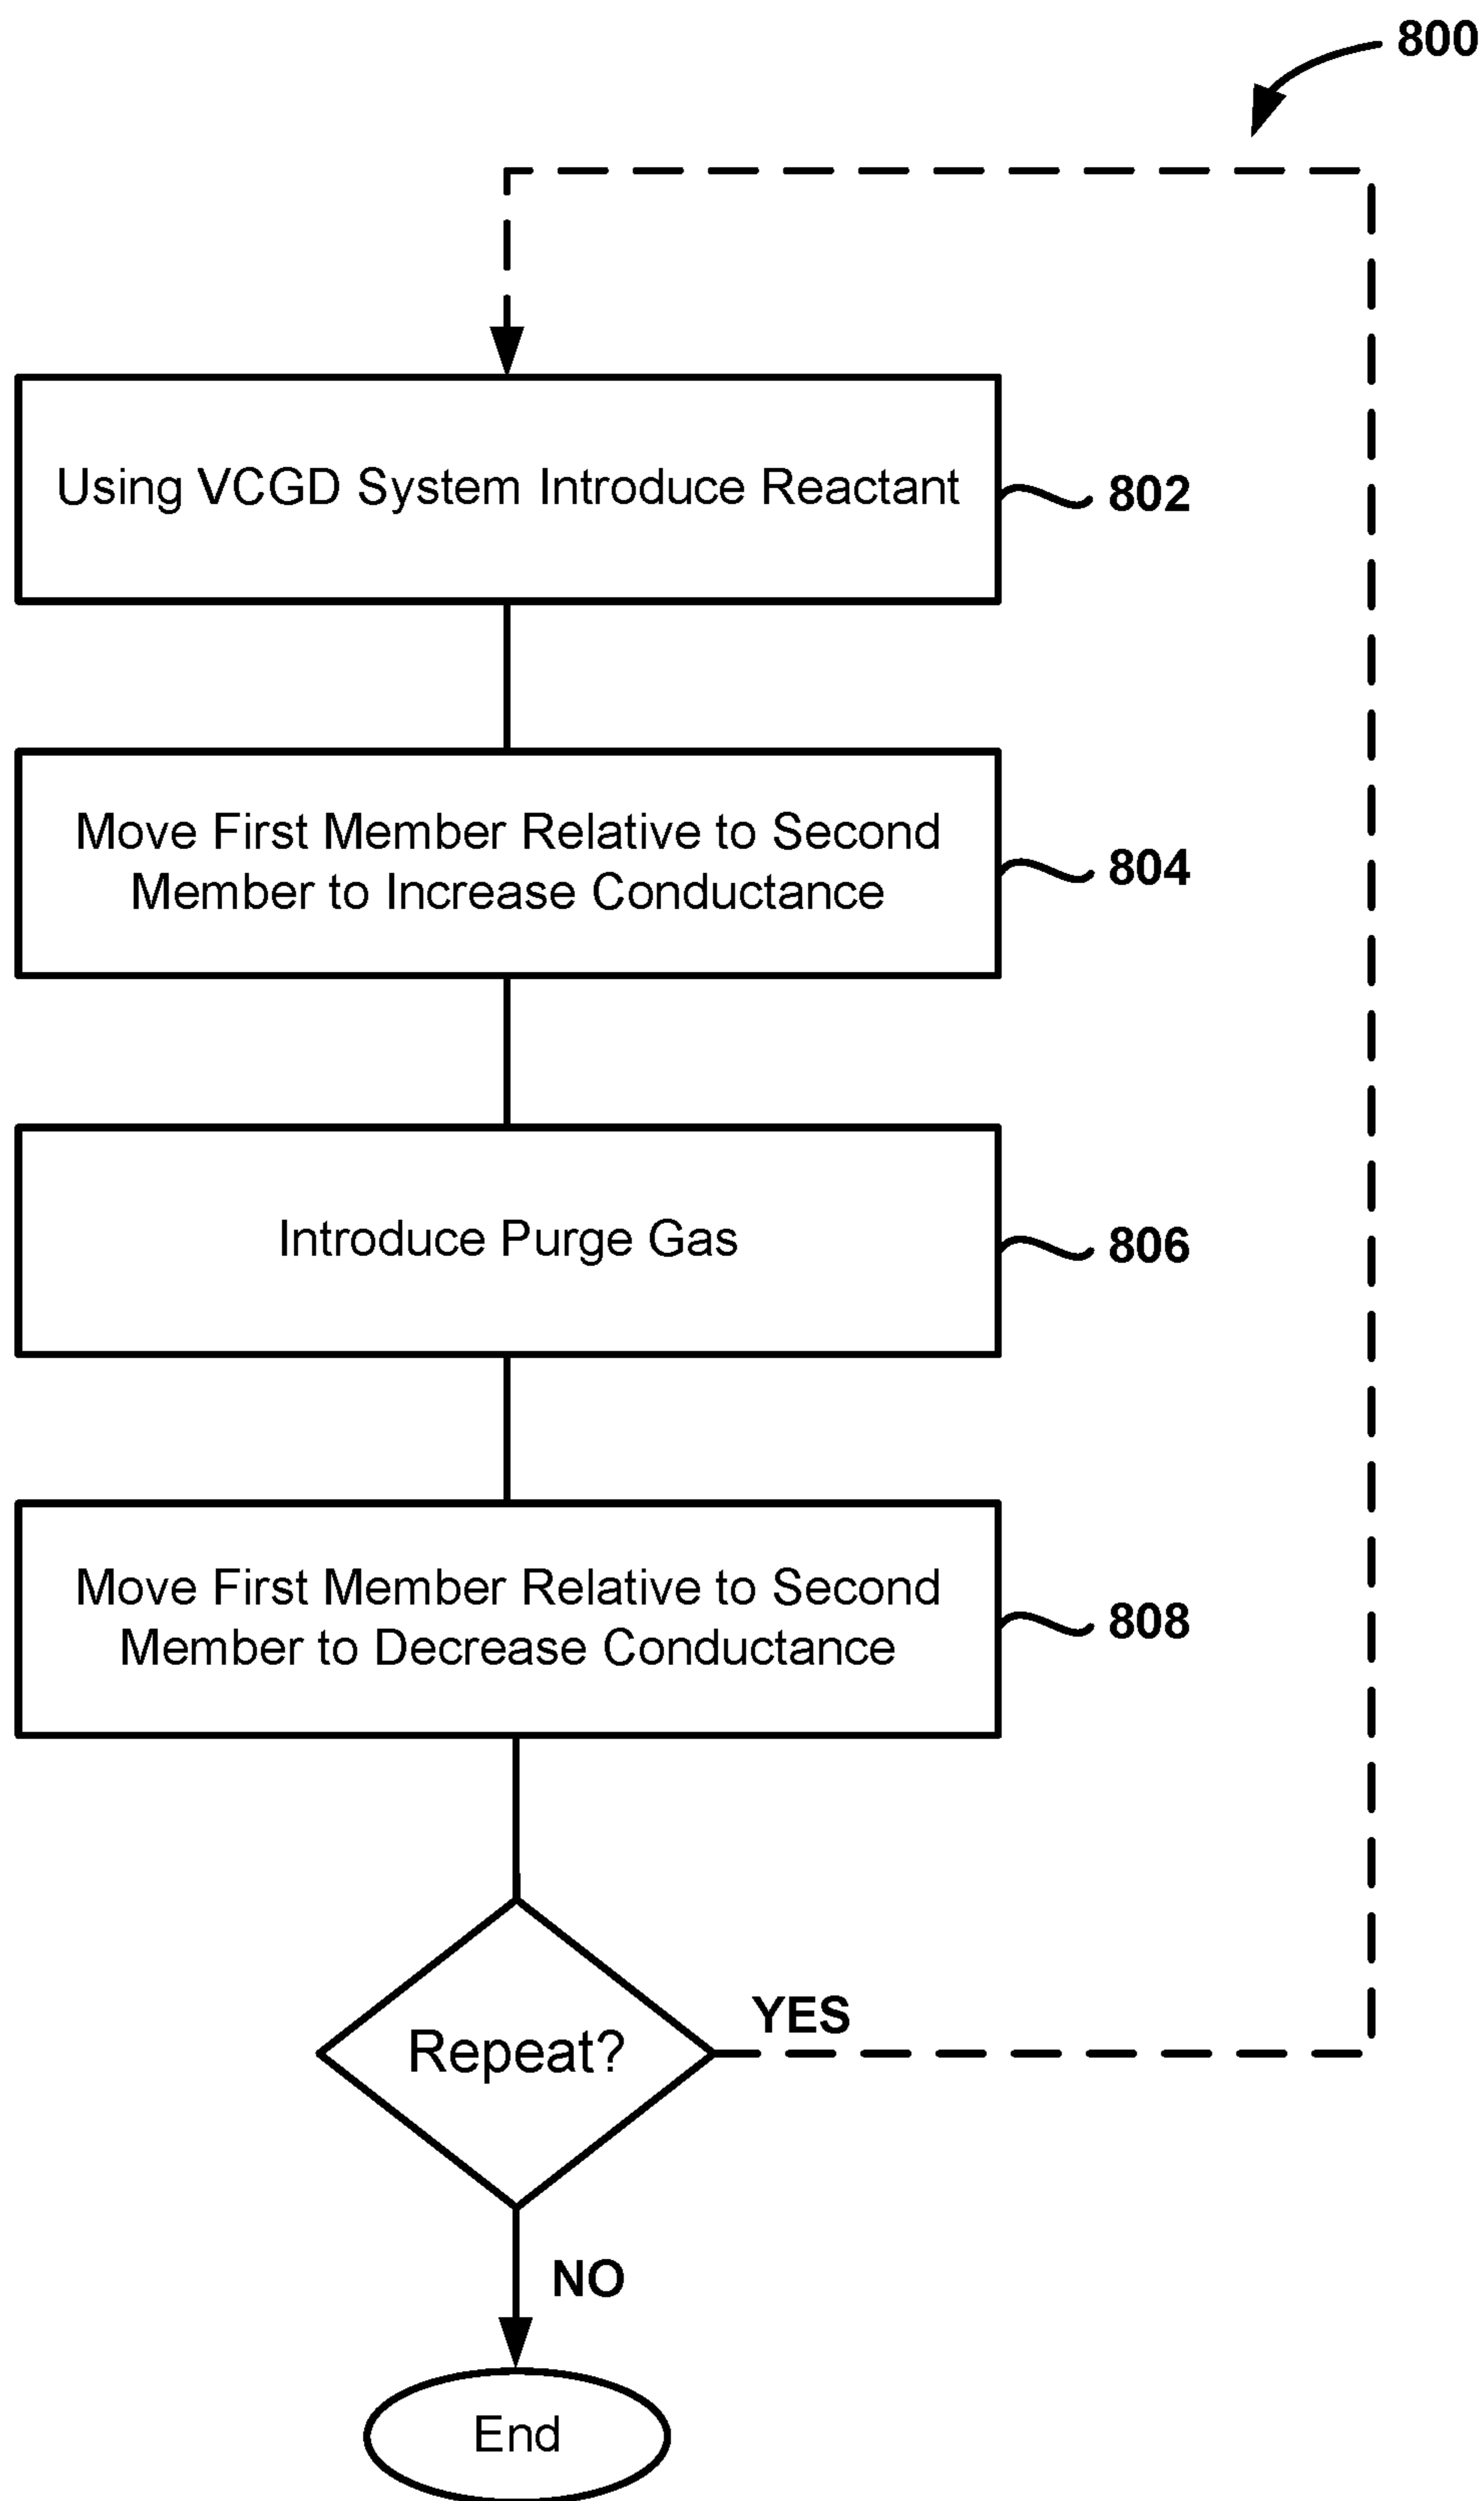 800
Using VCGD System Introduce Reactant
802
Move First Member Relative to Second
Member to Increase Conductance
804
Introduce Purge Gas
806
Move First Member Relative to Second
Member to Decrease Conductance
808
Repeat?
YES
NO
End